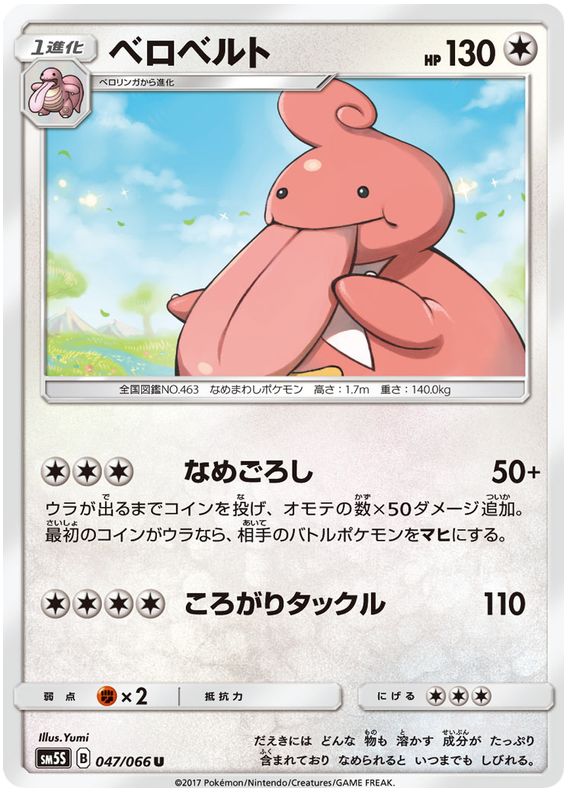 1進化
ベロベルト
HP 130
ベロリンガから進化
全国図鑑NO.463 なめまわしポケモン 高さ:1.7m 重さ:140.0kg
なめごろし 50+
ウラが出るまでコインを投げ、オモテの数×50ダメージ追加。
最初のコインがウラなら、相手のバトルポケモンをマヒにする。
ころがりタックル 110
弱点 ×2 抵抗力 にげる
Illus.Yumi
SM5S B 047/066 U
だえきには どんな 物も 溶かす 成分が たっぷり
含まれており なめられると いつまでも しびれる。
©2017 Pokémon/Nintendo/Creatures/GAME FREAK.